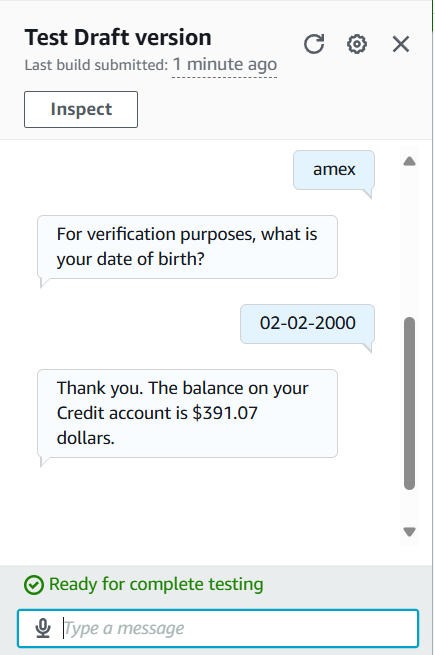 Test Draft version
Last build submitted: 1 minute ago
Inspect
amex
For verification purposes, what is
your date of birth?
02-02-2000
Thank you. The balance on your
Credit account is $391.07
dollars.
Ready for complete testing
Type a message